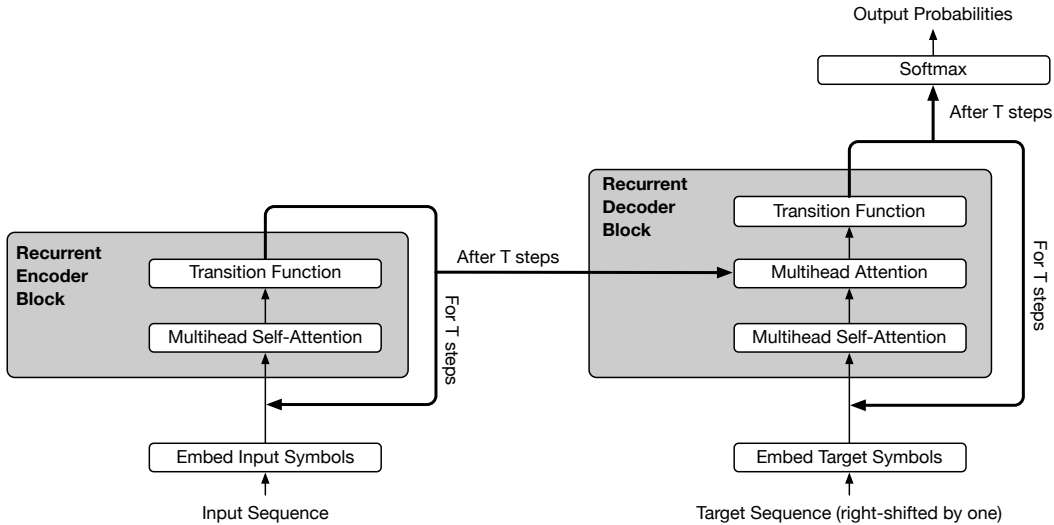 Output Probabilities
Softmax
After T steps
Recurrent
Decoder
Block
Transition Function
Multihead Attention
Multihead Self-Attention
For T steps
Embed Target Symbols
Target Sequence (right-shifted by one)
After T steps
Recurrent
Encoder
Block
Transition Function
Multihead Self-Attention
For T steps
Embed Input Symbols
Input Sequence